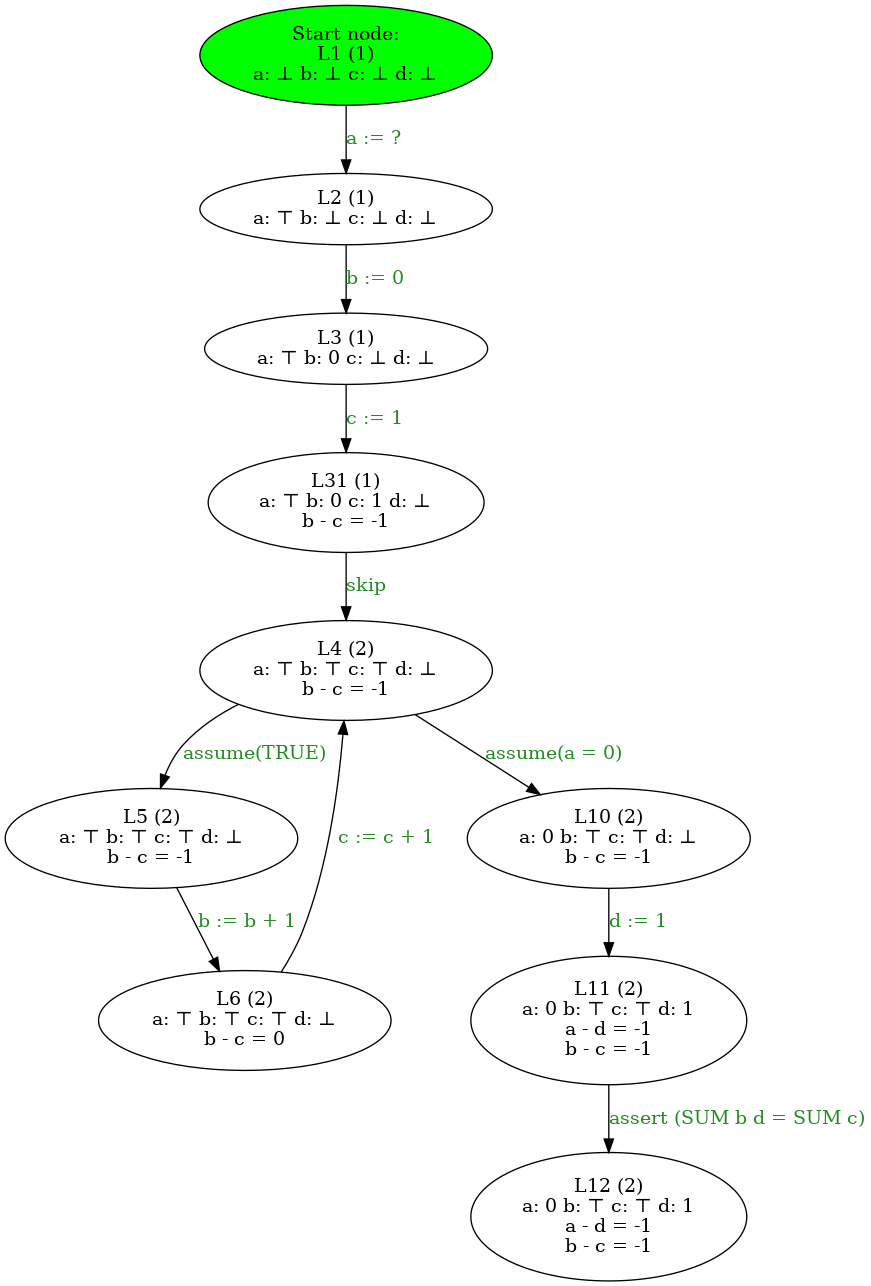 Start node:
L1 (1)
a: ⊥ b: ⊥ c: ⊥ d: ⊥
a := ?
L2 (1)
a: ⊤ b: ⊥ c: ⊥ d: ⊥
b := 0
L3 (1)
a: ⊤ b: 0 c: ⊥ d: ⊥
c := 1
L31 (1)
a: ⊤ b: 0 c: 1 d: ⊥
b - c = -1
skip
L4 (2)
a: ⊤ b: ⊤ c: ⊤ d: ⊥
b - c = -1
assume(TRUE)
assume(a = 0)
L5 (2)
a: ⊤ b: ⊤ c: ⊤ d: ⊥
b - c = -1
c := c + 1
L10 (2)
a: 0 b: ⊤ c: ⊤ d: ⊥
b - c = -1
b := b + 1
d := 1
L6 (2)
a: ⊤ b: ⊤ c: ⊤ d: ⊥
b - c = 0
L11 (2)
a: 0 b: ⊤ c: ⊤ d: 1
a - d = -1
b - c = -1
assert (SUM b d = SUM c)
L12 (2)
a: 0 b: ⊤ c: ⊤ d: 1
a - d = -1
b - c = -1